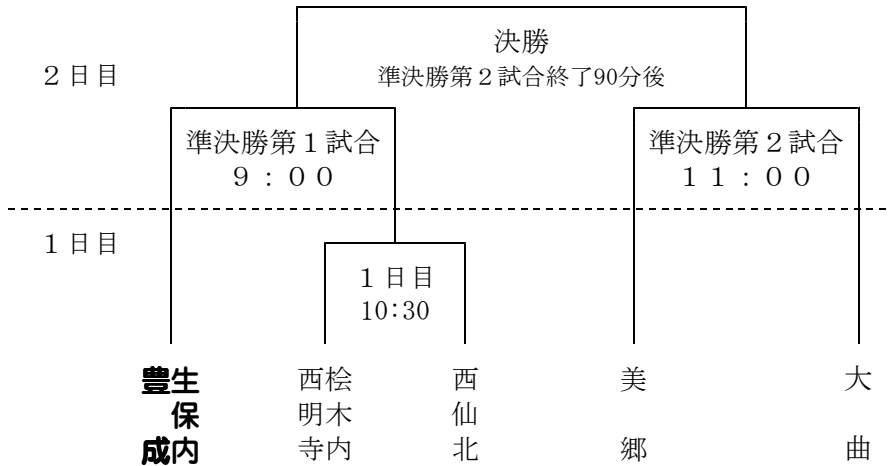 決勝
2日目
準決勝第2試合終了90分後
準決勝第1試合
9:00
準決勝第2試合
11:00
1日目
1日目
10:30
豊成
生保内
西明寺
桧木内
西仙北
美郷
大曲